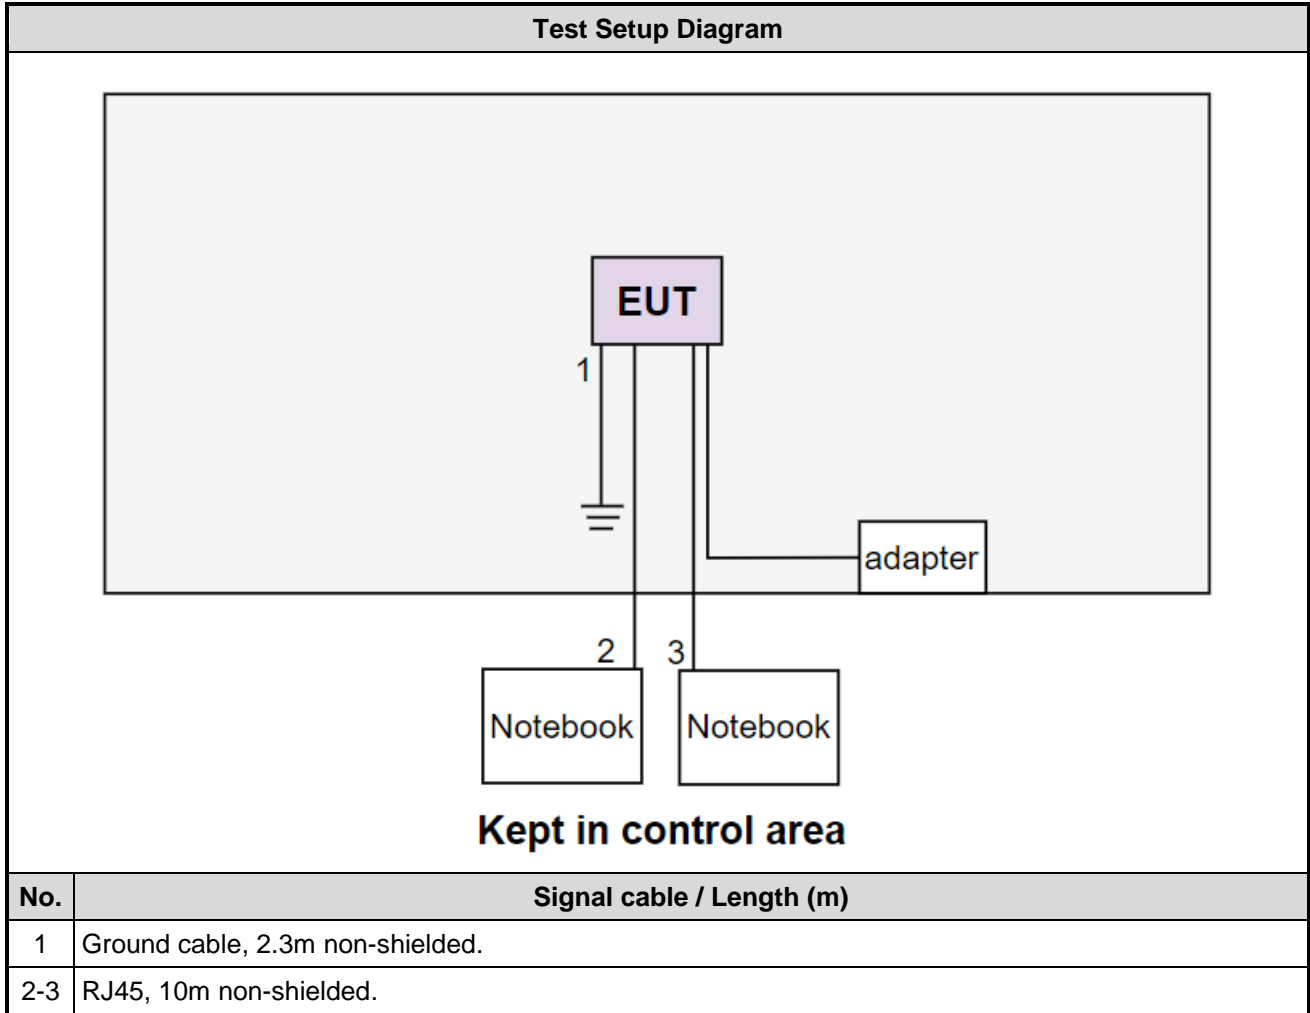 Test Setup Diagram
EUT
1
adapter
2 3
Notebook Notebook
Kept in control area
No. Signal cable / Length (m)
1 Ground cable, 2.3m non-shielded.
2-3 RJ45, 10m non-shielded.